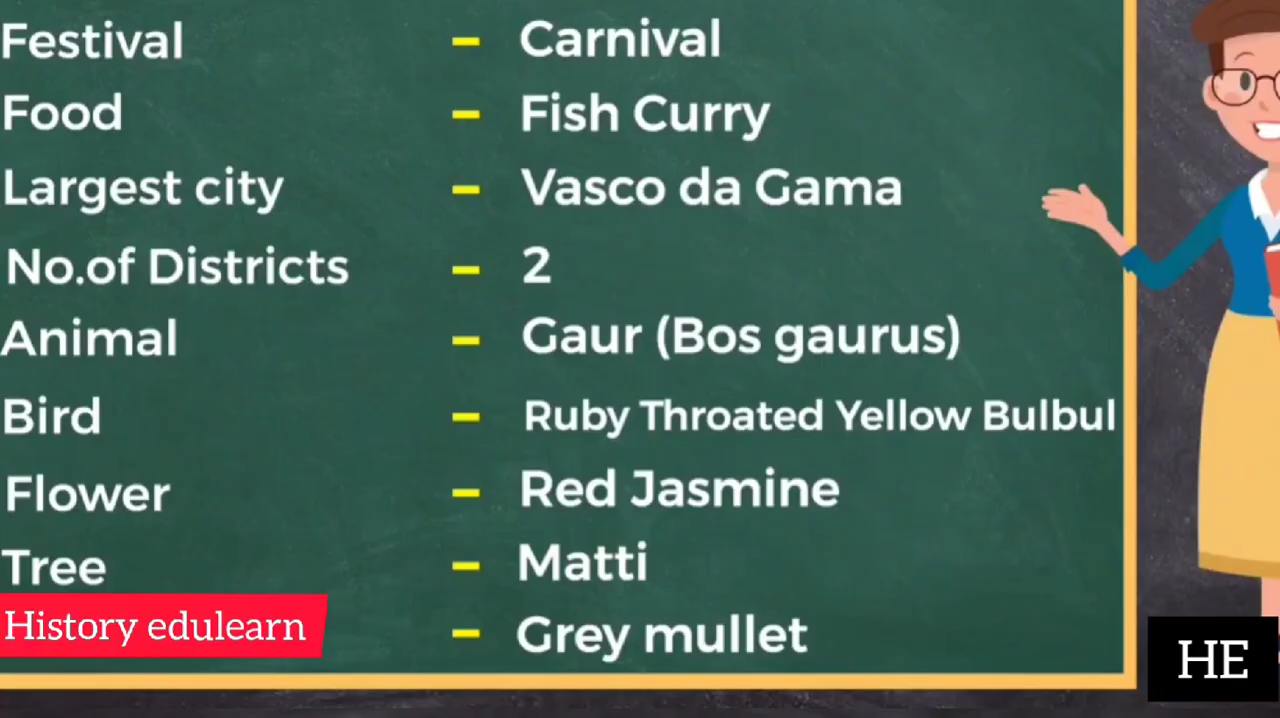 Festival - Carnival
Food - Fish Curry
Largest city - Vasco da Gama
No.of Districts - 2
Animal - Gaur (Bos gaurus)
Bird - Ruby Throated Yellow Bulbul
Flower - Red Jasmine
Tree - Matti
- Grey mullet
History edulearn
HE